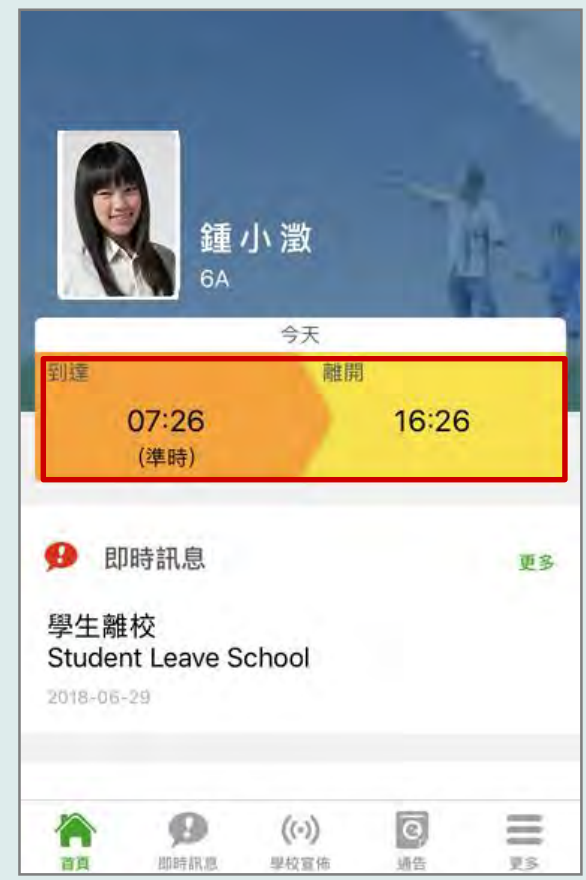 鍾小澂
6A
今天
到達
離開
07:26
16:26
(準時)
即時訊息
更多
學生離校
Student Leave School
2018-06-29
首頁
即時訊息
學校宣佈
通告
更多